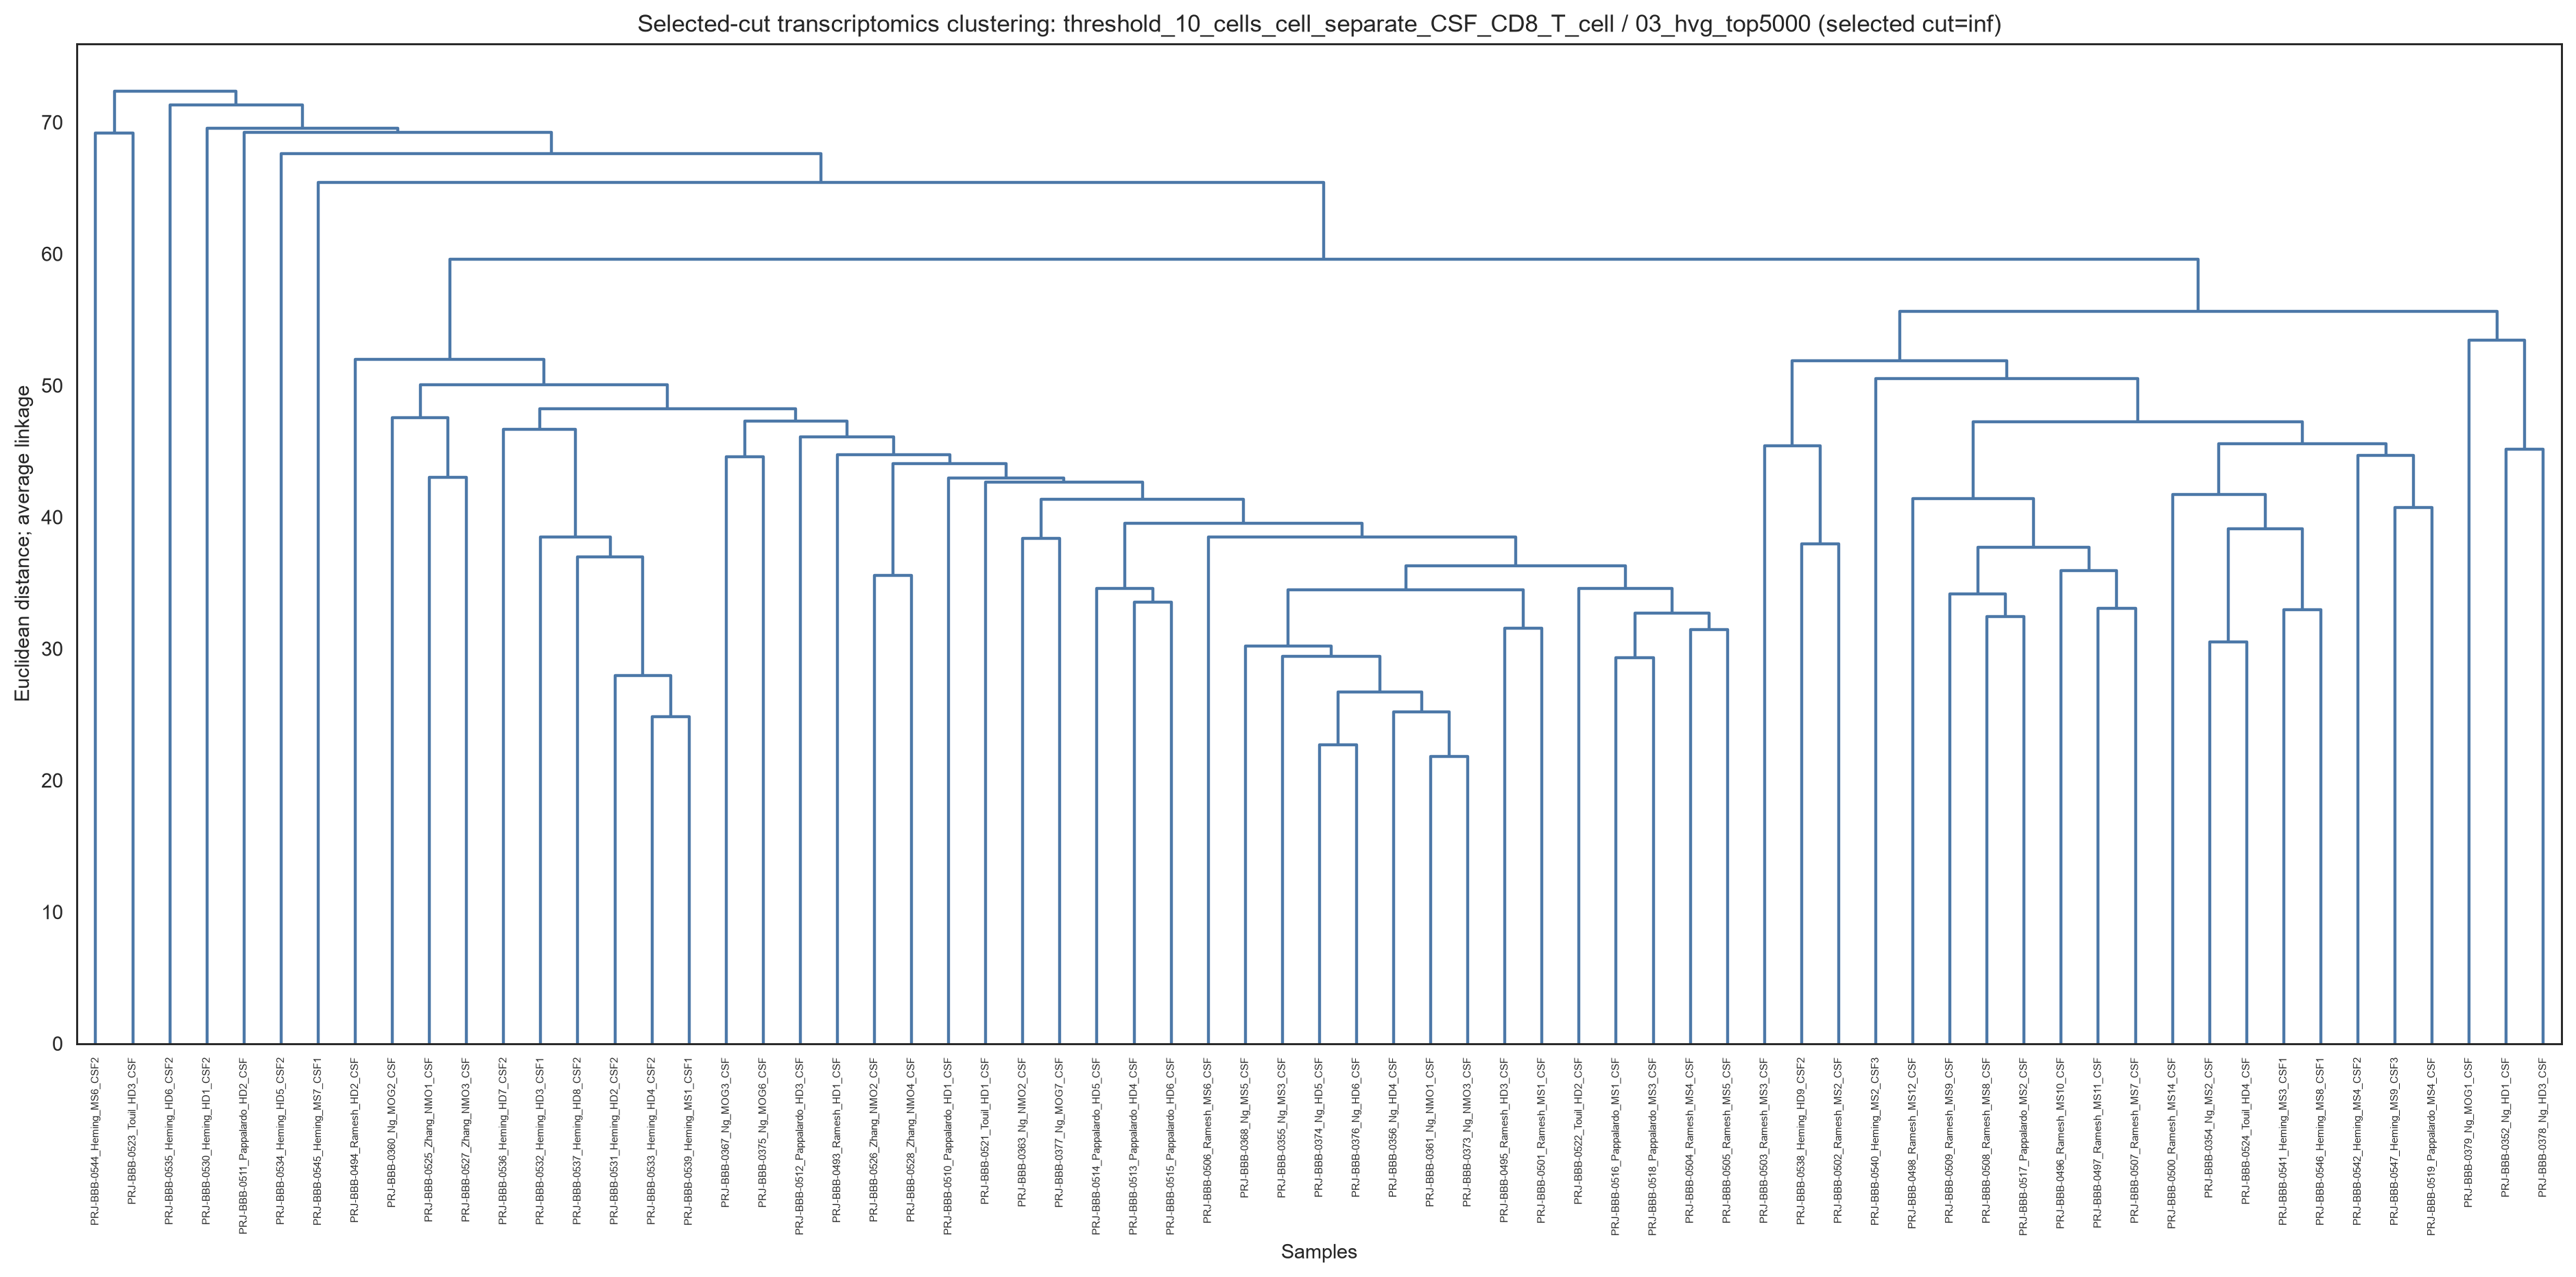 Selected-cut transcriptomics clustering: threshold_10_cells_cell_separate_CSF_CD8_T_cell / 03_hvg_top5000 (selected cut=inf)
Euclidean distance; average linkage
70
60
50
40
30
20
10
0
PRJ-BBB-0544_Heming_MS6_CSF2
PRJ-BBB-0523_Touil_HD3_CSF
PRJ-BBB-0535_Heming_HD6_CSF2
PRJ-BBB-0530_Heming_HD1_CSF2
PRJ-BBB-0511_Pappalardo_HD2_CSF
PRJ-BBB-0534_Heming_HD5_CSF2
PRJ-BBB-0545_Heming_MS7_CSF1
PRJ-BBB-0494_Ramesh_HD2_CSF
PRJ-BBB-0360_Ng_MOG2_CSF
PRJ-BBB-0525_Zhang_NMO1_CSF
PRJ-BBB-0527_Zhang_NMO3_CSF
PRJ-BBB-0536_Heming_HD7_CSF2
PRJ-BBB-0532_Heming_HD3_CSF1
PRJ-BBB-0537_Heming_HD8_CSF2
PRJ-BBB-0531_Heming_HD2_CSF2
PRJ-BBB-0533_Heming_HD4_CSF2
PRJ-BBB-0539_Heming_MS1_CSF1
PRJ-BBB-0367_Ng_MOG3_CSF
PRJ-BBB-0375_Ng_MOG6_CSF
PRJ-BBB-0512_Pappalardo_HD3_CSF
PRJ-BBB-0493_Ramesh_HD1_CSF
PRJ-BBB-0526_Zhang_NMO2_CSF
PRJ-BBB-0528_Zhang_NMO4_CSF
PRJ-BBB-0510_Pappalardo_HD1_CSF
PRJ-BBB-0521_Touil_HD1_CSF
PRJ-BBB-0363_Ng_NMO2_CSF
PRJ-BBB-0377_Ng_MOG7_CSF
PRJ-BBB-0514_Pappalardo_HD5_CSF
PRJ-BBB-0513_Pappalardo_HD4_CSF
PRJ-BBB-0515_Pappalardo_HD6_CSF
PRJ-BBB-0506_Ramesh_MS6_CSF
PRJ-BBB-0368_Ng_MS5_CSF
PRJ-BBB-0355_Ng_MS3_CSF
PRJ-BBB-0374_Ng_HD5_CSF
PRJ-BBB-0376_Ng_HD6_CSF
PRJ-BBB-0356_Ng_HD4_CSF
PRJ-BBB-0361_Ng_NMO1_CSF
PRJ-BBB-0373_Ng_NMO3_CSF
PRJ-BBB-0495_Ramesh_HD3_CSF
PRJ-BBB-0501_Ramesh_MS1_CSF
PRJ-BBB-0522_Touil_HD2_CSF
PRJ-BBB-0516_Pappalardo_MS1_CSF
PRJ-BBB-0518_Pappalardo_MS3_CSF
PRJ-BBB-0504_Ramesh_MS4_CSF
PRJ-BBB-0505_Ramesh_MS5_CSF
PRJ-BBB-0503_Ramesh_MS3_CSF
PRJ-BBB-0538_Heming_HD9_CSF2
PRJ-BBB-0502_Ramesh_MS2_CSF
PRJ-BBB-0540_Heming_MS2_CSF3
PRJ-BBB-0498_Ramesh_MS12_CSF
PRJ-BBB-0509_Ramesh_MS9_CSF
PRJ-BBB-0508_Ramesh_MS8_CSF
PRJ-BBB-0517_Pappalardo_MS2_CSF
PRJ-BBB-0496_Ramesh_MS10_CSF
PRJ-BBB-0497_Ramesh_MS11_CSF
PRJ-BBB-0507_Ramesh_MS7_CSF
PRJ-BBB-0500_Ramesh_MS14_CSF
PRJ-BBB-0354_Ng_MS2_CSF
PRJ-BBB-0524_Touil_HD4_CSF
PRJ-BBB-0541_Heming_MS3_CSF1
PRJ-BBB-0546_Heming_MS8_CSF1
PRJ-BBB-0542_Heming_MS4_CSF2
PRJ-BBB-0547_Heming_MS9_CSF3
PRJ-BBB-0519_Pappalardo_MS4_CSF
PRJ-BBB-0379_Ng_MOG1_CSF
PRJ-BBB-0352_Ng_HD1_CSF
PRJ-BBB-0378_Ng_HD3_CSF
Samples